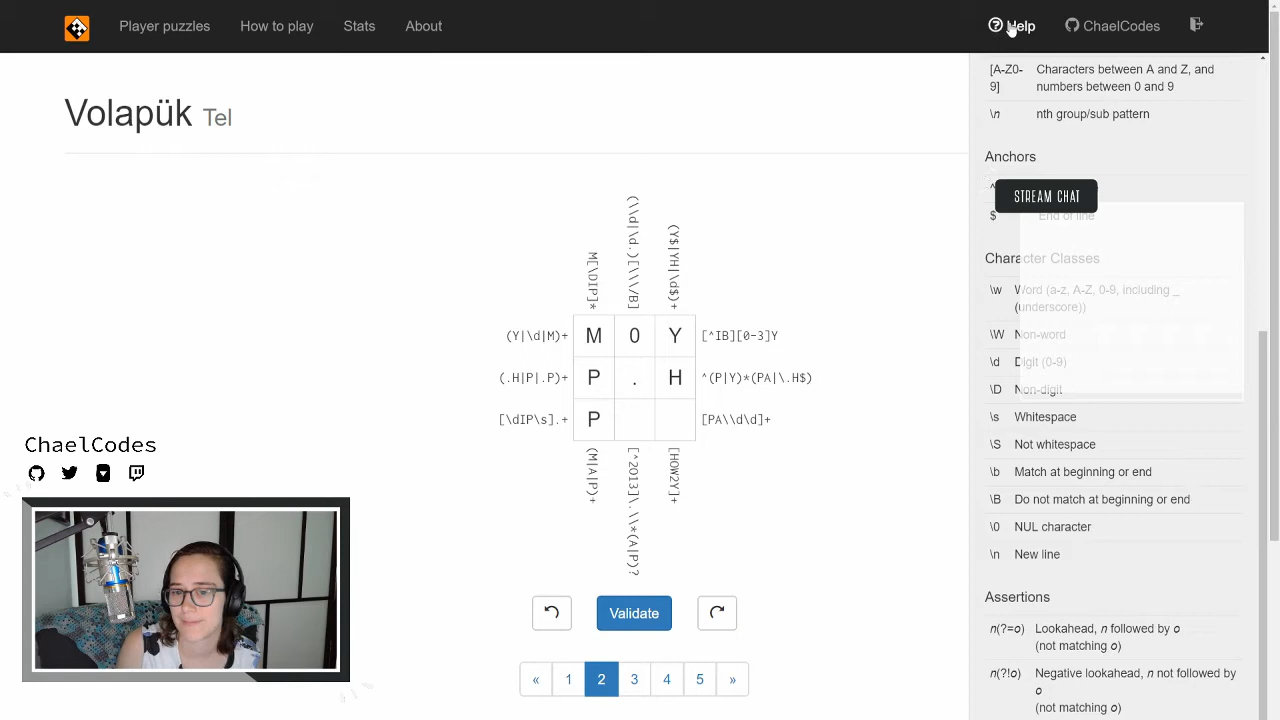 Player puzzles How to play Stats About Help ChaelCodes
Volapük Tel
M[\DIP]*
(\\d|\d.)[\\\/B]
(Y$|YH|\d$)+
(Y|\d|M)+ M 0 Y [^IB][0-3]Y
(.H|P|.P)+ P . H ^(P|Y)*(PA|\.H$)
[\dIP\s].+ P [PA\\d\d]+
(M|A|P)+
[^2013]\.\\*(A|P)?
[HOW2Y]+
Validate
« 1 2 3 4 5 »
ChaelCodes
[A-Z0-9] Characters between A and Z, and
numbers between 0 and 9
\n nth group/sub pattern
Anchors
STREAM CHAT
$ End of line
Character Classes
\w Word (a-z, A-Z, 0-9, including _
(underscore))
\W Non-word
\d Digit (0-9)
\D Non-digit
\s Whitespace
\S Not whitespace
\b Match at beginning or end
\B Do not match at beginning or end
\0 NUL character
\n New line
Assertions
n(?=o) Lookahead, n followed by o
(not matching o)
n(?!o) Negative lookahead, n not followed by
o
(not matching o)